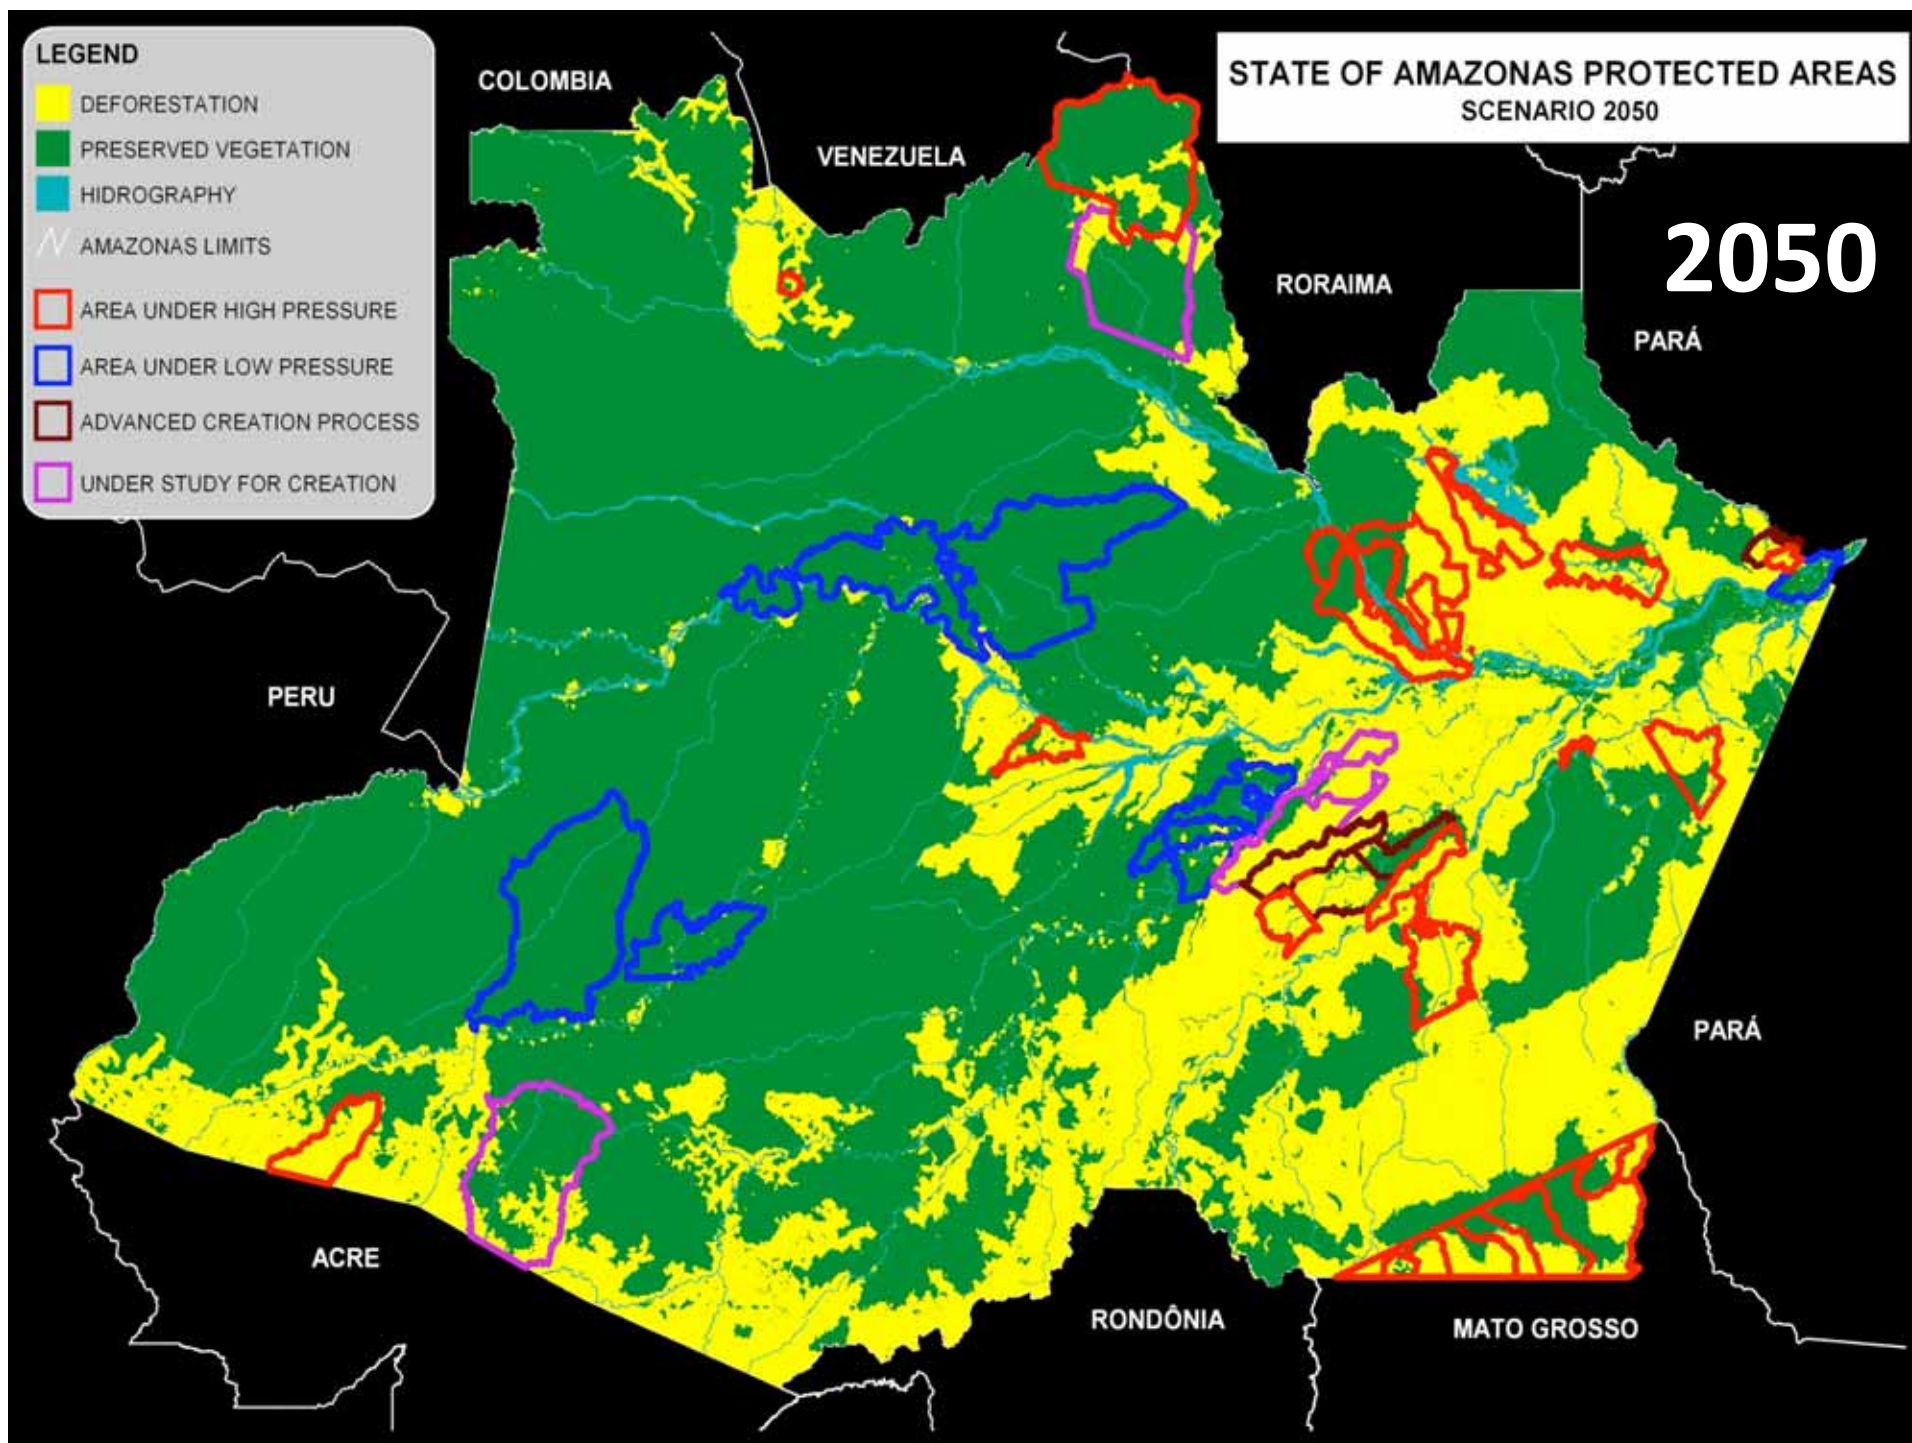 LEGEND
DEFORESTATION
PRESERVED VEGETATION
HIDROGRAPHY
AMAZONAS LIMITS
AREA UNDER HIGH PRESSURE
AREA UNDER LOW PRESSURE
ADVANCED CREATION PROCESS
UNDER STUDY FOR CREATION
STATE OF AMAZONAS PROTECTED AREAS
SCENARIO 2050
2050
COLOMBIA
VENEZUELA
RORAIMA
PARÁ
PERU
PARÁ
ACRE
RONDÔNIA
MATO GROSSO